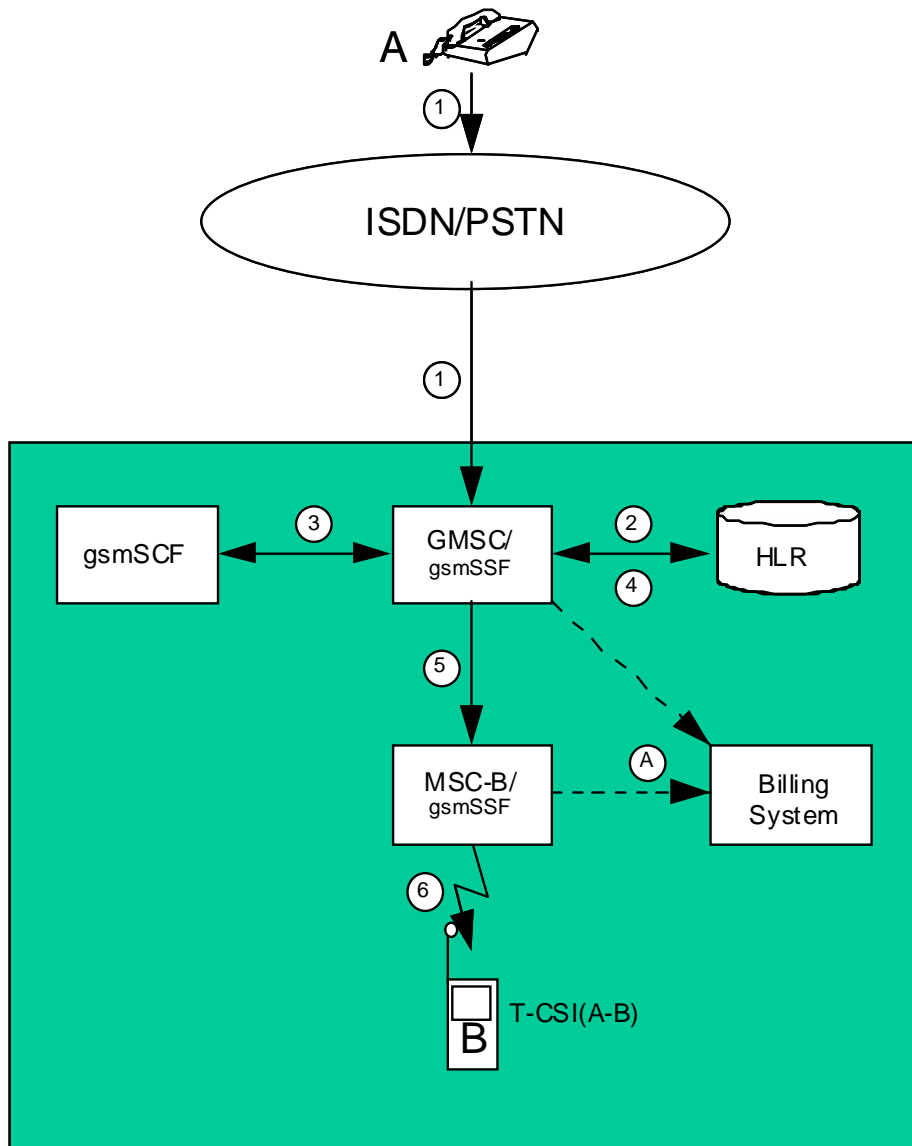 A
1
ISDN/PSTN
1
gsmSCF
3
GMSC/
gsmSSF
2
4
HLR
5
MSC-B/
gsmSSF
A
Billing
System
6
B
T-CSI(A-B)